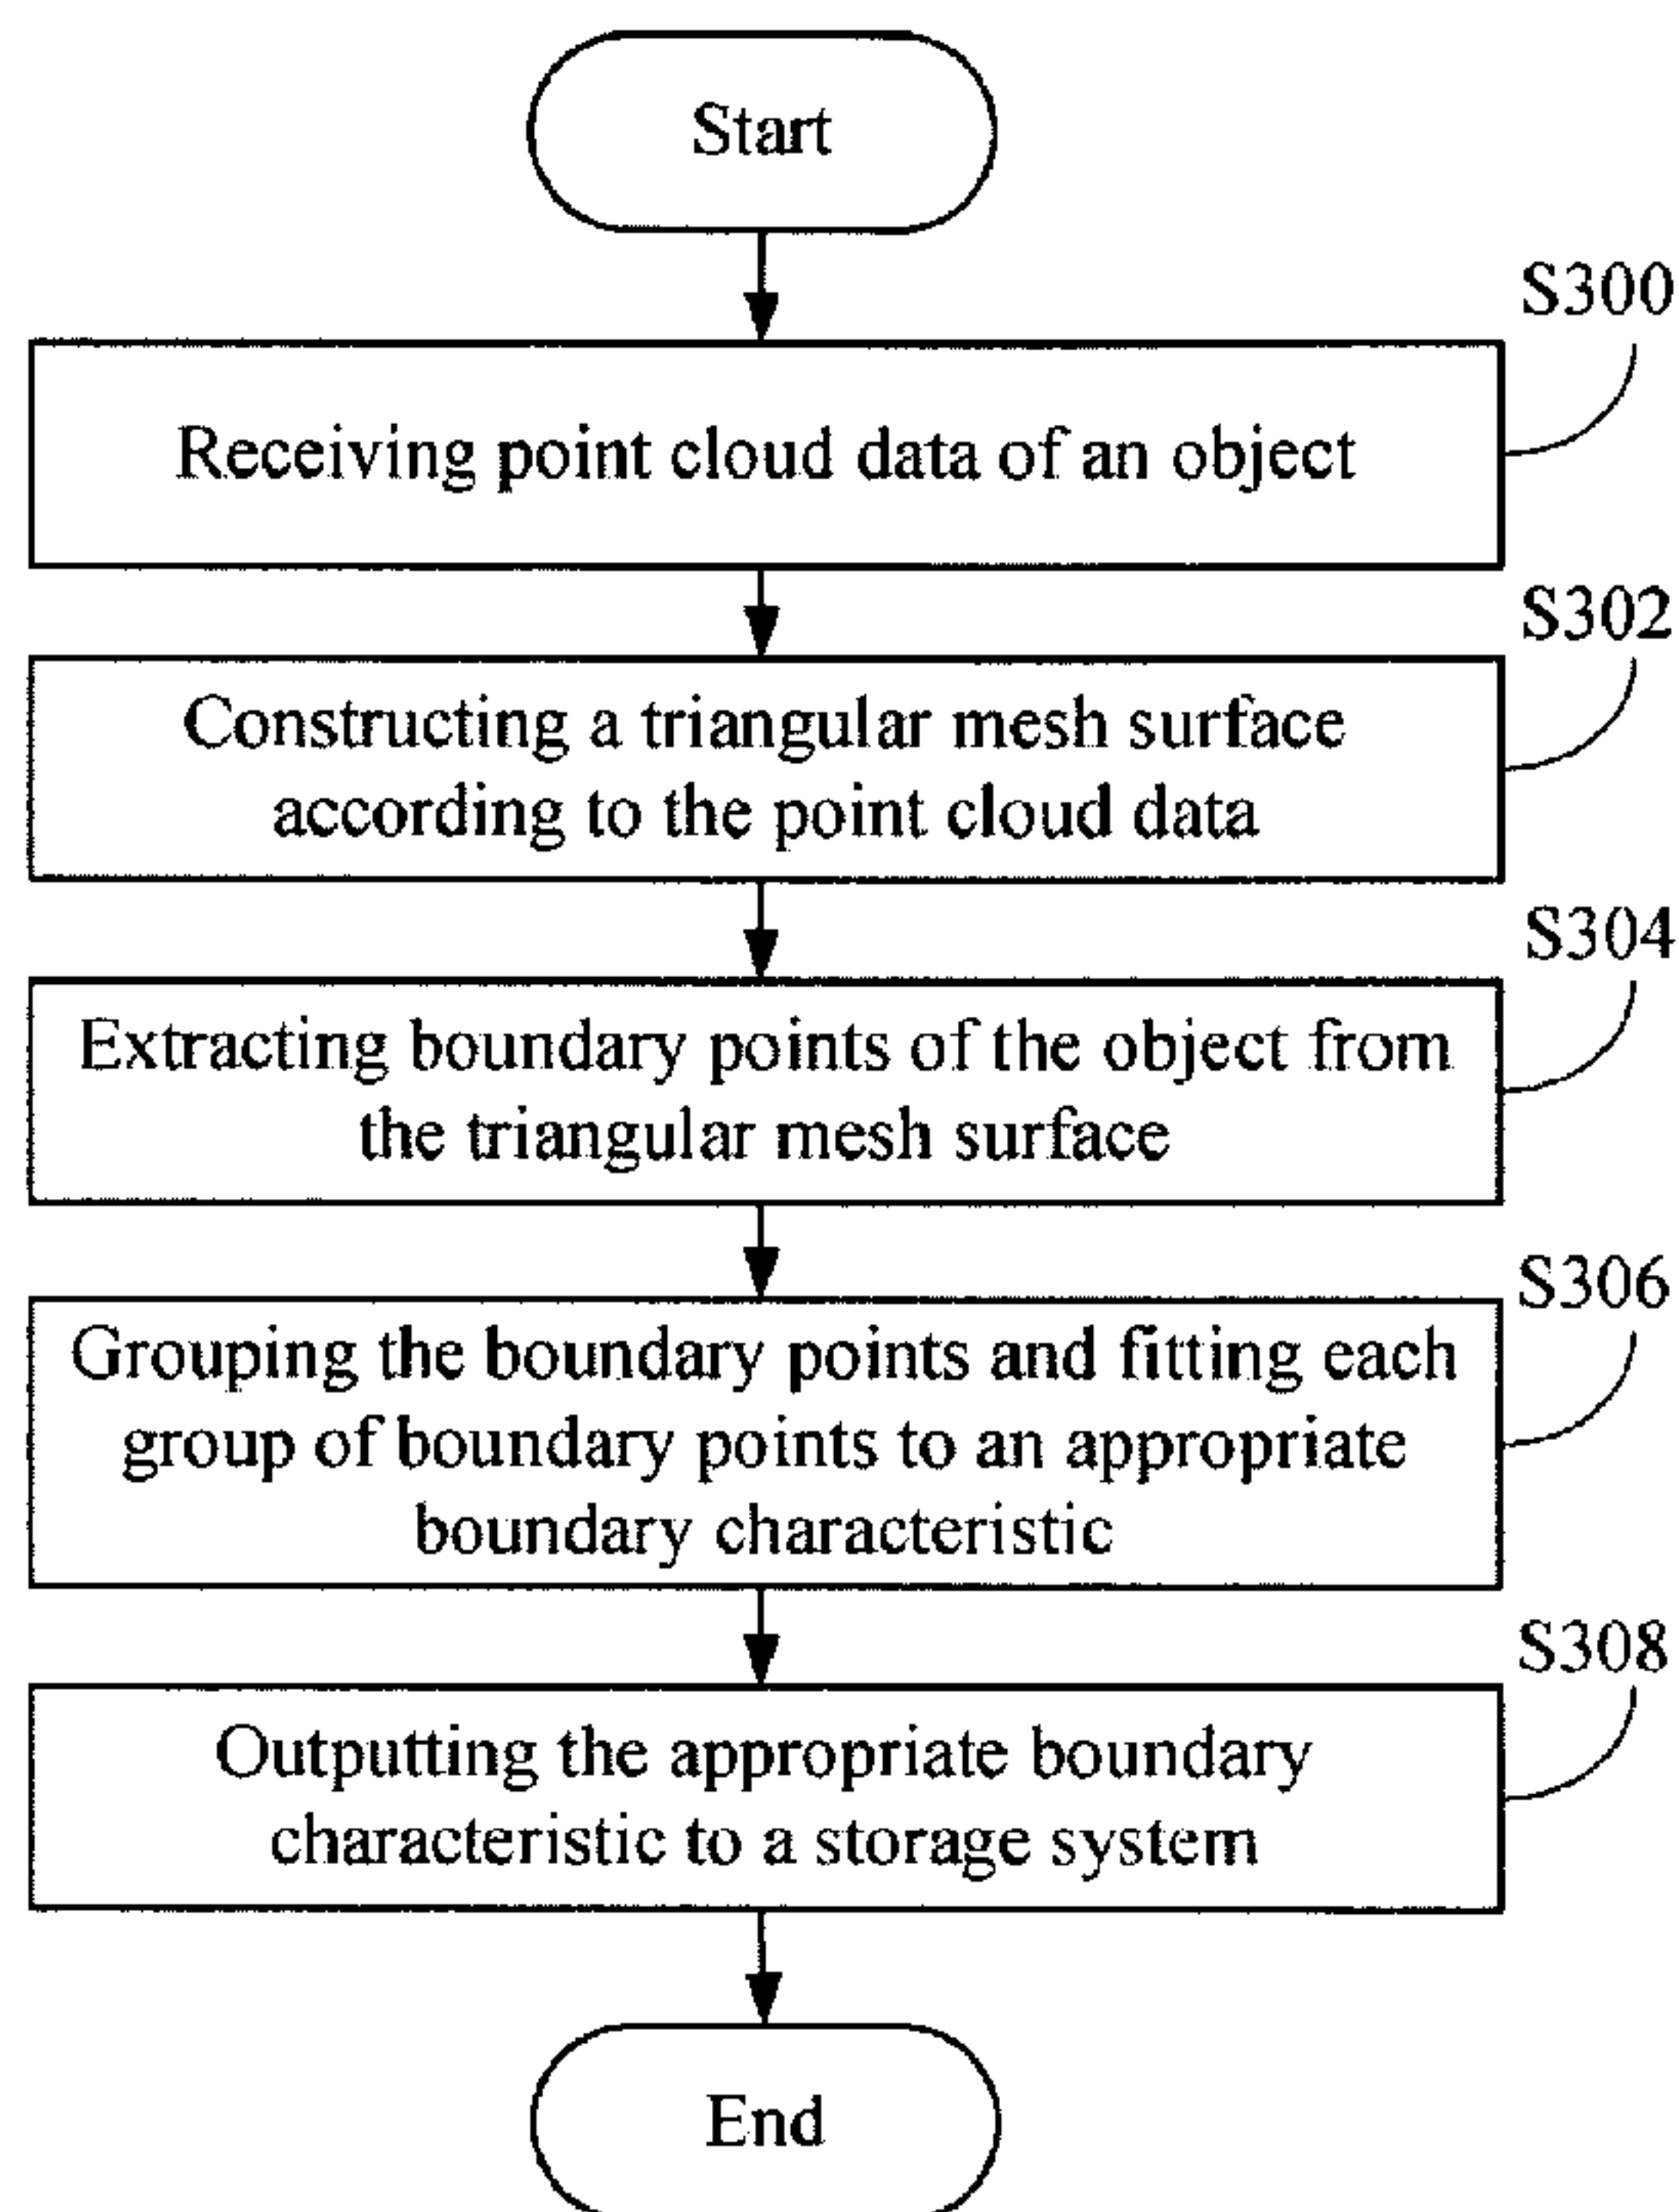 Start
S300
Receiving point cloud data of an object
S302
Constructing a triangular mesh surface
according to the point cloud data
S304
Extracting boundary points of the object from
the triangular mesh surface
S306
Grouping the boundary points and fitting each
group of boundary points to an appropriate
boundary characteristic
S308
Outputting the appropriate boundary
characteristic to a storage system
End